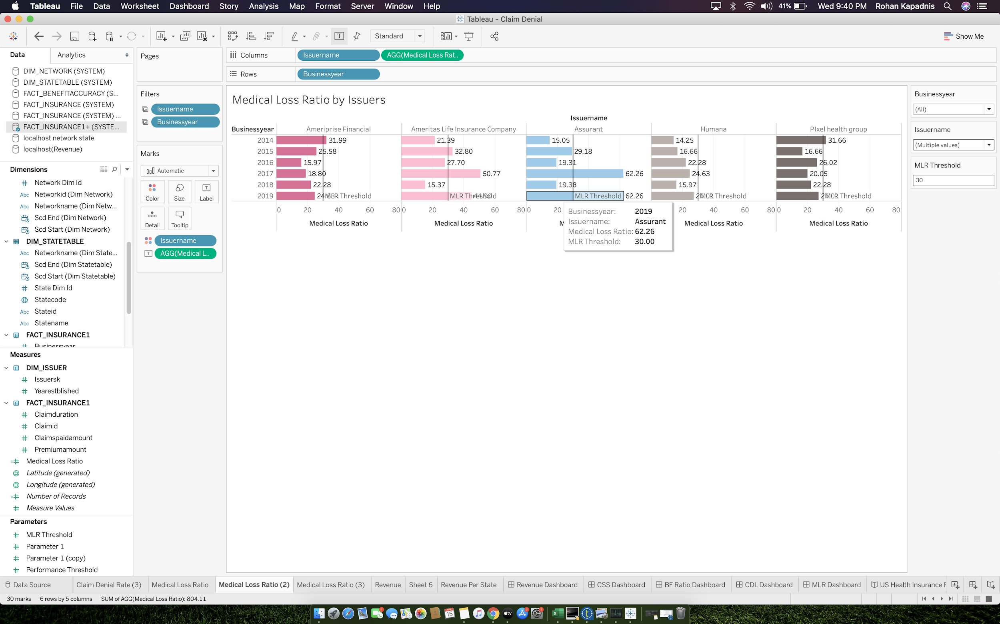 Tableau File Data Worksheet Dashboard Story Analysis Map Format Server Window Help 41% Wed 9:40 PM Rohan Kapadnis
Tableau - Claim Denial
Standard Show Me
Data Analytics
DIM_NETWORK (SYSTEM)
DIM_STATETABLE (SYSTEM)
FACT_BENEFITACCURACY (S...
FACT_INSURANCE (SYSTEM)
FACT_INSURANCE (SYSTEM) ...
FACT_INSURANCE1+ (SYSTE...
localhost network state
localhost(Revenue)
Dimensions
Network Dim Id
Abc Networkid (Dim Network)
Abc Networkname (Dim Netw...
Scd End (Dim Network)
Scd Start (Dim Network)
DIM_STATETABLE
Abc Networkname (Dim State...
Scd End (Dim Statetable)
Scd Start (Dim Statetable)
State Dim Id
Statecode
Abc Stateid
Abc Statename
FACT_INSURANCE1
Businessyear
Measures
DIM_ISSUER
Issuersk
Yearestblished
FACT_INSURANCE1
Claimduration
Claimid
Claimspaidamount
Premiumamount
Medical Loss Ratio
Latitude (generated)
Longitude (generated)
Number of Records
Measure Values
Parameters
MLR Threshold
Parameter 1
Parameter 1 (copy)
Performance Threshold
Pages
Filters
Issuername
Businessyear
Marks
Automatic
Color Size Label
Detail Tooltip
Issuername
AGG(Medical L..
Columns Issuername AGG(Medical Loss Rat..
Rows Businessyear
Medical Loss Ratio by Issuers
Issuername
Businessyear Ameriprise Financial Ameritas Life Insurance Company Assurant Humana PIxel health group
2014 31.99 21.39 15.05 14.25 31.66
2015 25.58 32.80 29.18 16.66 16.66
2016 15.97 27.70 19.31 22.28 26.02
2017 18.80 50.77 62.26 24.63 20.05
2018 22.28 15.37 19.38 15.97 22.28
2019 MLR Threshold MLR Threshold MLR Threshold 62.26 MLR Threshold MLR Threshold
0 20 40 60 80 0 20 40 60 80 0 20 20 40 60 80 0 20 40 60 80
Medical Loss Ratio Medical Loss Ratio M Medical Loss Ratio Medical Loss Ratio
Businessyear: 2019
Issuername: Assurant
Medical Loss Ratio: 62.26
MLR Threshold: 30.00
Businessyear
(All)
Issuername
(Multiple values)
MLR Threshold
30
Data Source Claim Denial Rate (3) Medical Loss Ratio Medical Loss Ratio (2) Medical Loss Ratio (3) Revenue Sheet 6 Revenue Per State Revenue Dashboard CSS Dashboard BF Ratio Dashboard CDL Dashboard MLR Dashboard US Health Insurance
30 marks 6 rows by 5 columns SUM of AGG(Medical Loss Ratio): 804.11